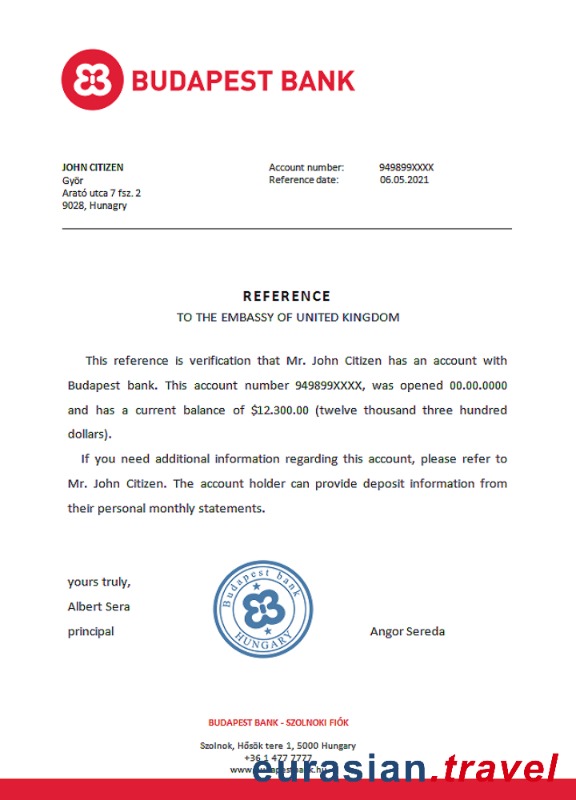 BUDAPEST BANK
JOHN CITIZEN
Győr
Arató utca 7 fsz. 2
9028, Hunagry
Account number: 949899XXXX
Reference date: 06.05.2021
REFERENCE
TO THE EMBASSY OF UNITED KINGDOM
This reference is verification that Mr. John Citizen has an account with
Budapest bank. This account number 949899XXXX, was opened 00.00.0000
and has a current balance of $12.300.00 (twelve thousand three hundred
dollars).
If you need additional information regarding this account, please refer to
Mr. John Citizen. The account holder can provide deposit information from
their personal monthly statements.
yours truly,
Albert Sera
principal
Budapest bank
HUNGARY
Angor Sereda
BUDAPEST BANK - SZOLNOKI FIÓK
Szolnok, Hősök tere 1, 5000 Hungary
+36 1 477 7777
eurasian.travel